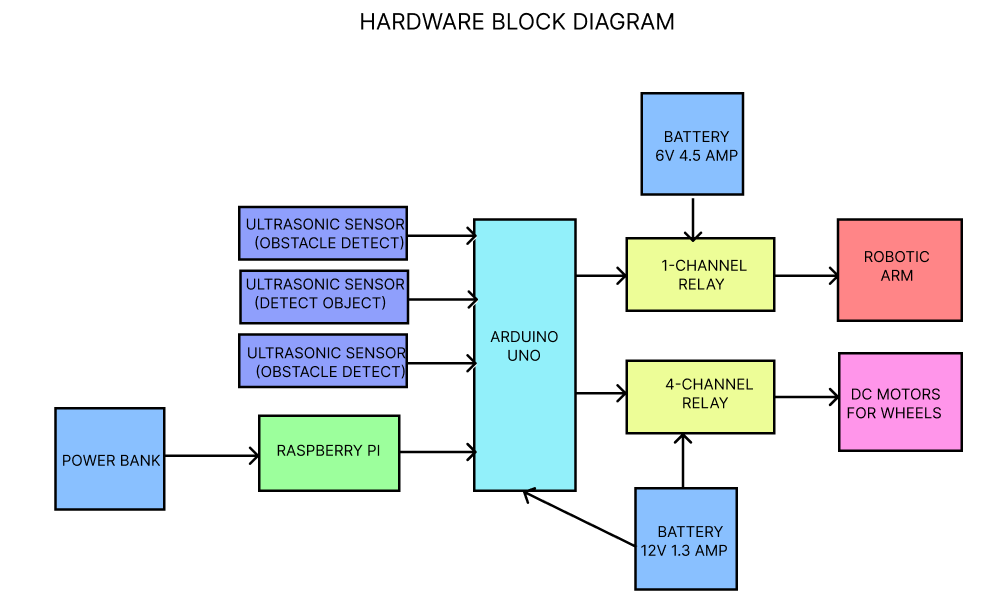 HARDWARE BLOCK DIAGRAM
BATTERY
6V 4.5 AMP
ULTRASONIC SENSOR
(OBSTACLE DETECT)
ULTRASONIC SENSOR
(DETECT OBJECT)
ULTRASONIC SENSOR
(OBSTACLE DETECT)
POWER BANK
RASPBERRY PI
ARDUINO
UNO
1-CHANNEL
RELAY
ROBOTIC
ARM
4-CHANNEL
RELAY
DC MOTORS
FOR WHEELS
BATTERY
12V 1.3 AMP